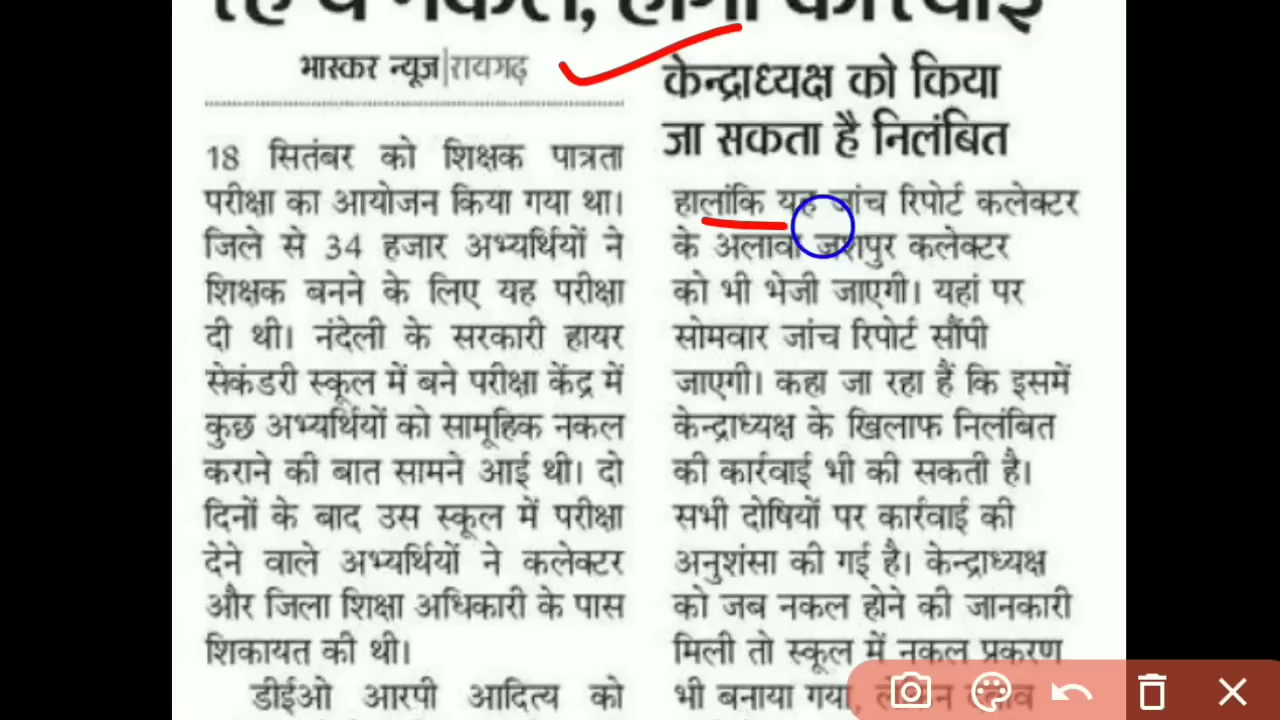 रहे थे नकल, होगी कार्रवाई
भास्कर न्यूज|रायगढ़
18 सितंबर को शिक्षक पात्रता
परीक्षा का आयोजन किया गया था।
जिले से 34 हजार अभ्यर्थियों ने
शिक्षक बनने के लिए यह परीक्षा
दी थी। नंदेली के सरकारी हायर
सेकंडरी स्कूल में बने परीक्षा केंद्र में
कुछ अभ्यर्थियों को सामूहिक नकल
कराने की बात सामने आई थी। दो
दिनों के बाद उस स्कूल में परीक्षा
देने वाले अभ्यर्थियों ने कलेक्टर
और जिला शिक्षा अधिकारी के पास
शिकायत की थी।
डीईओ आरपी आदित्य को
केन्द्राध्यक्ष को किया
जा सकता है निलंबित
हालांकि यह जांच रिपोर्ट कलेक्टर
के अलावा जशपुर कलेक्टर
को भी भेजी जाएगी। यहां पर
सोमवार जांच रिपोर्ट सौंपी
जाएगी। कहा जा रहा हैं कि इसमें
केन्द्राध्यक्ष के खिलाफ निलंबित
की कार्रवाई भी की सकती है।
सभी दोषियों पर कार्रवाई की
अनुशंसा की गई है। केन्द्राध्यक्ष
को जब नकल होने की जानकारी
मिली तो स्कूल में नकल प्रकरण
भी बनाया गया, लेकिन